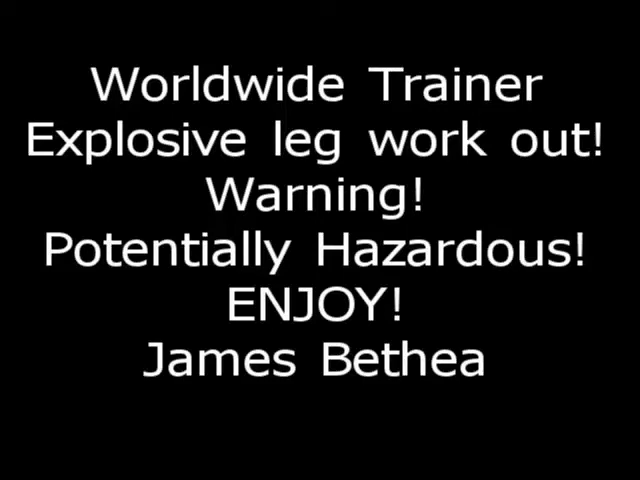 Worldwide Trainer
Explosive leg work out!
Warning!
Potentially Hazardous!
ENJOY!
James Bethea